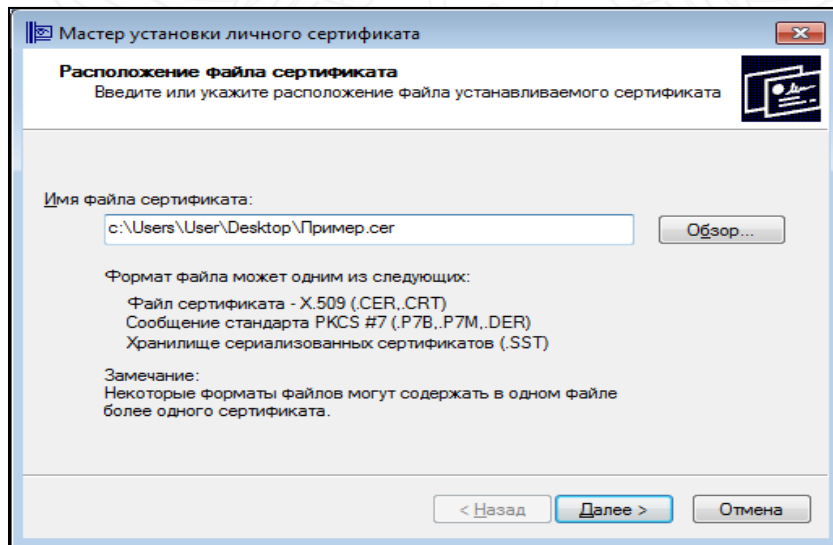 Мастер установки личного сертификата
Расположение файла сертификата
Введите или укажите расположение файла устанавливаемого сертификата
Имя файла сертификата:
c:\Users\User\Desktop\Пример.cer
Обзор...
Формат файла может одним из следующих:
Файл сертификата - X.509 (.CER,.CRT)
Сообщение стандарта PKCS #7 (.P7B,.P7M,.DER)
Хранилище сериализованных сертификатов (.SST)
Замечание:
Некоторые форматы файлов могут содержать в одном файле
более одного сертификата.
< Назад
Далее >
Отмена